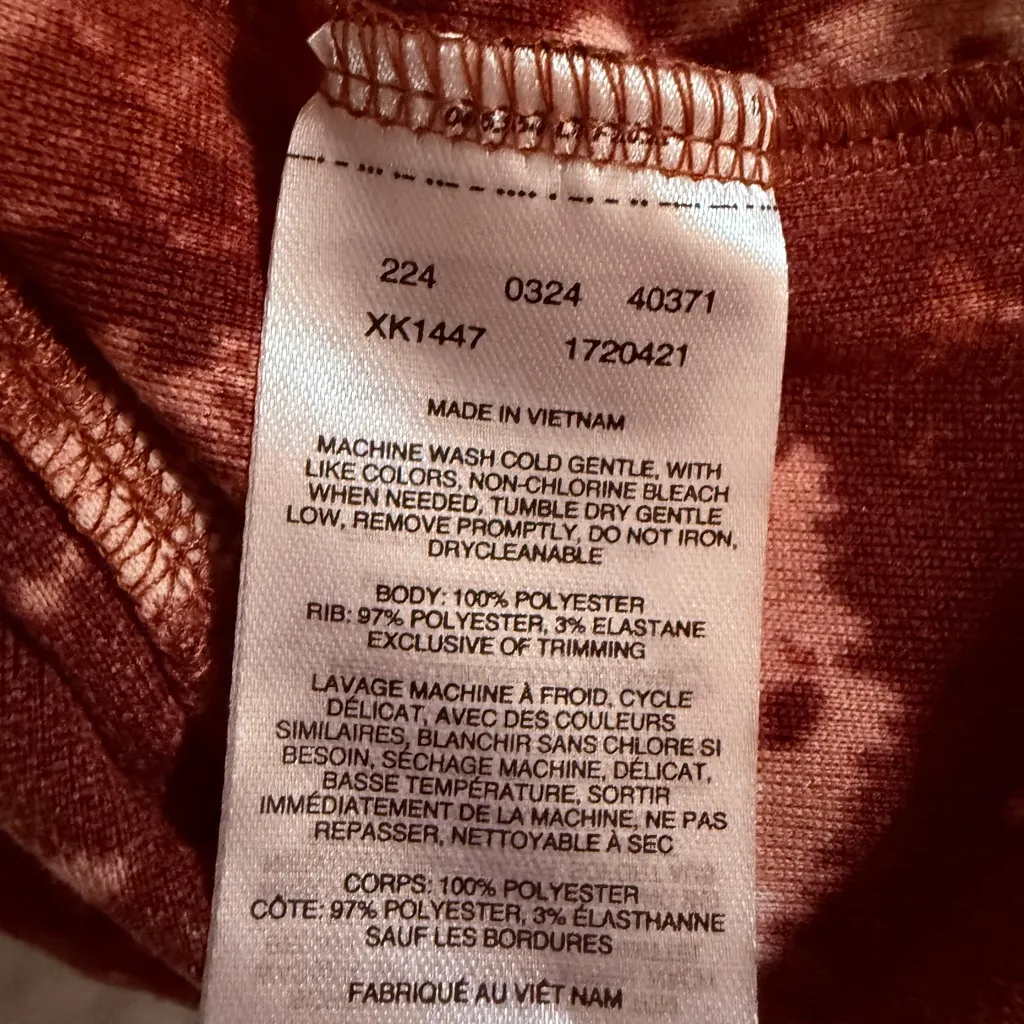 224 0324 40371
XK1447 1720421
MADE IN VIETNAM
MACHINE WASH COLD GENTLE, WITH
LIKE COLORS, NON-CHLORINE BLEACH
WHEN NEEDED, TUMBLE DRY GENTLE
LOW, REMOVE PROMPTLY, DO NOT IRON,
DRYCLEANABLE
BODY: 100% POLYESTER
RIB: 97% POLYESTER, 3% ELASTANE
EXCLUSIVE OF TRIMMING
LAVAGE MACHINE À FROID, CYCLE
DÉLICAT, AVEC DES COULEURS
SIMILAIRES, BLANCHIR SANS CHLORE SI
BESOIN, SÉCHAGE MACHINE, DÉLICAT,
BASSE TEMPÉRATURE, SORTIR
IMMÉDIATEMENT DE LA MACHINE, NE PAS
REPASSER, NETTOYABLE À SEC
CORPS: 100% POLYESTER
CÔTE: 97% POLYESTER, 3% ÉLASTHANNE
SAUF LES BORDURES
FABRIQUÉ AU VIÊT NAM